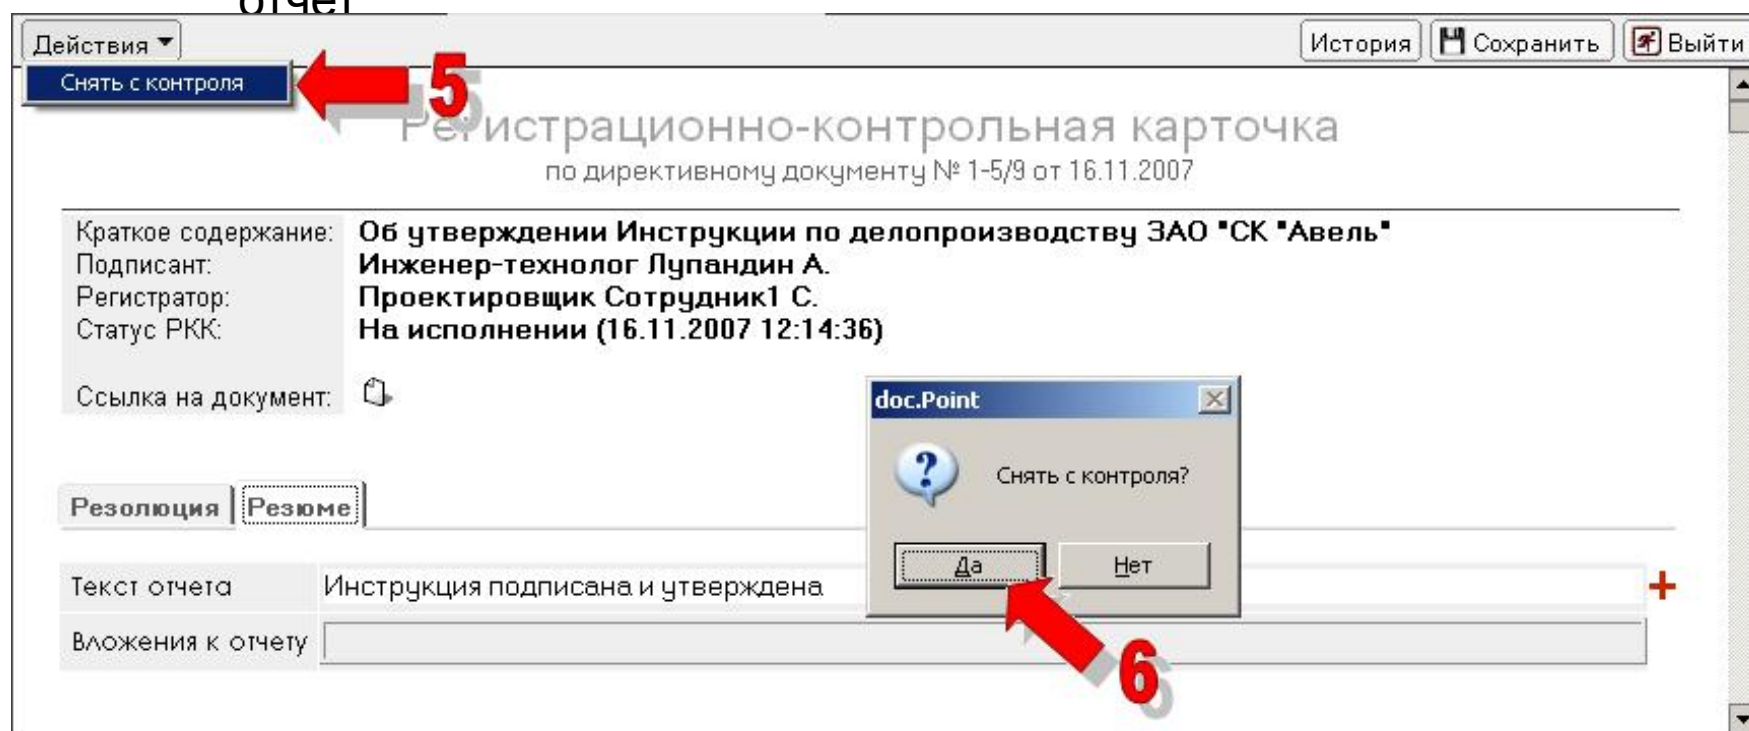 отчет
Действия
История Сохранить Выйти
Снять с контроля
5
Регистрационно-контрольная карточка
по директивному документу № 1-5/9 от 16.11.2007
Краткое содержание: Об утверждении Инструкции по делопроизводству ЗАО "СК "Авель"
Подписант: Инженер-технолог Лупандин А.
Регистратор: Проектировщик Сотрудник1 С.
Статус РКК: На исполнении (16.11.2007 12:14:36)
Ссылка на документ:
doc.Point
Снять с контроля?
Да Нет
Резолюция Резюме
Текст отчета Инструкция подписана и утверждена
Вложения к отчету
6